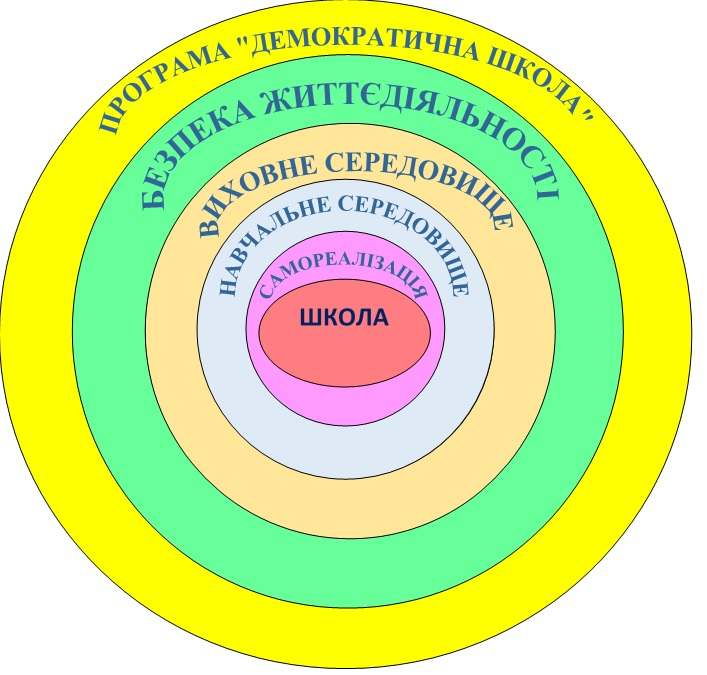 ПРОГРАМА "ДЕМОКРАТИЧНА ШКОЛА"
БЕЗПЕКА ЖИТТЄДІЯЛЬНОСТІ
ВИХОВНЕ СЕРЕДОВИЩЕ
НАВЧАЛЬНЕ СЕРЕДОВИЩЕ
САМОРЕАЛІЗАЦІЯ
ШКОЛА